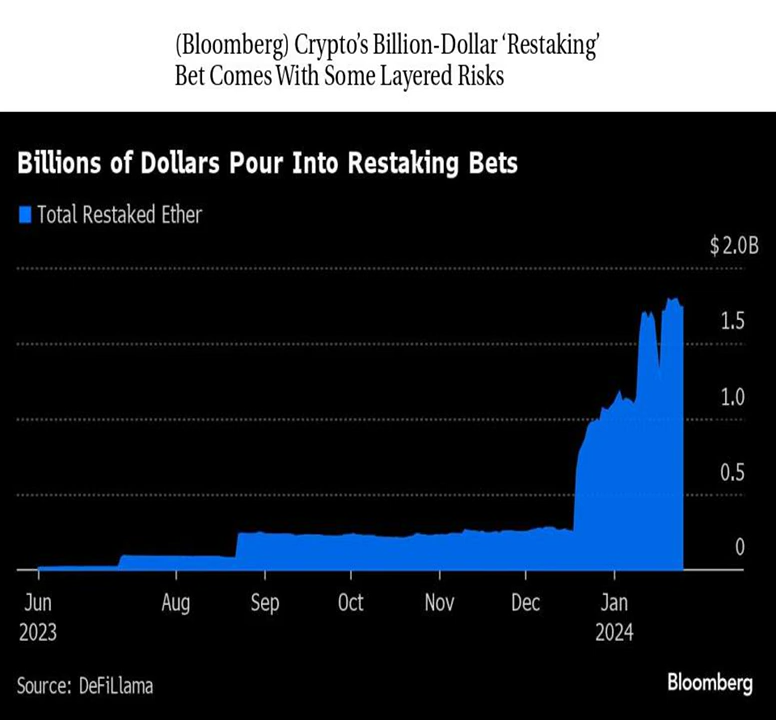 (Bloomberg) Crypto’s Billion-Dollar ‘Restaking’
Bet Comes With Some Layered Risks
Billions of Dollars Pour Into Restaking Bets
Total Restaked Ether
$2.0B
1.5
1.0
0.5
0
Jun Aug Sep Oct Nov Dec Jan
2023 2024
Source: DeFiLlama
Bloomberg